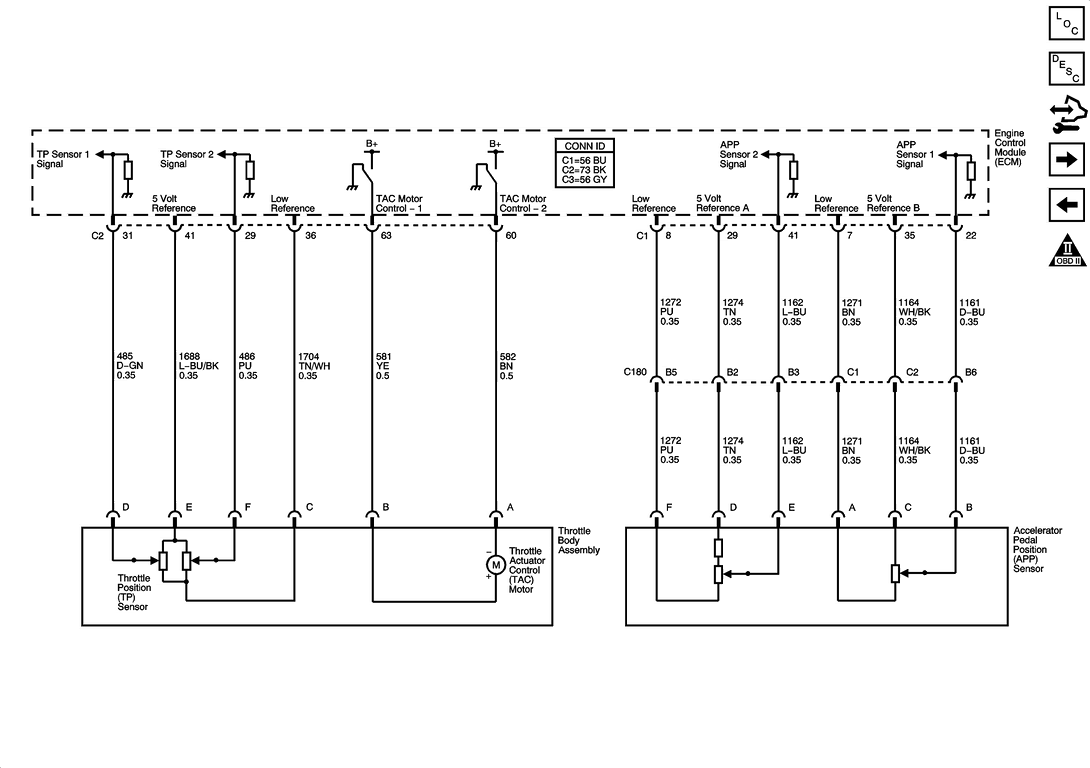 L
O
C
D
E
S
C
TP Sensor 1
Signal
TP Sensor 2
Signal
B+
B+
CONN ID
C1=56 BU
C2=73 BK
C3=56 GY
APP
Sensor 2
Signal
APP
Sensor 1
Signal
Engine
Control
Module
(ECM)
5 Volt
Reference
Low
Reference
TAC Motor
Control – 1
TAC Motor
Control – 2
Low
Reference
5 Volt
Reference A
Low
Reference
5 Volt
Reference B
C2 31 41 29 36 63 60
C1 8 29 41 7 35 22
II
OBD II
1272
PU
0.35
1274
TN
0.35
1162
L–BU
0.35
1271
BN
0.35
1164
WH/BK
0.35
1161
D–BU
0.35
485
D–GN
0.35
1688
L–BU/BK
0.35
486
PU
0.35
1704
TN/WH
0.35
581
YE
0.5
582
BN
0.5
C180 B5 B2 B3 C1 C2 B6
1272
PU
0.35
1274
TN
0.35
1162
L–BU
0.35
1271
BN
0.35
1164
WH/BK
0.35
1161
D–BU
0.35
D E F C B A
F D E A C B
Throttle
Body
Assembly
Accelerator
Pedal
Position
(APP)
Sensor
Throttle
Position
(TP)
Sensor
–
M
+
Throttle
Actuator
Control
(TAC)
Motor